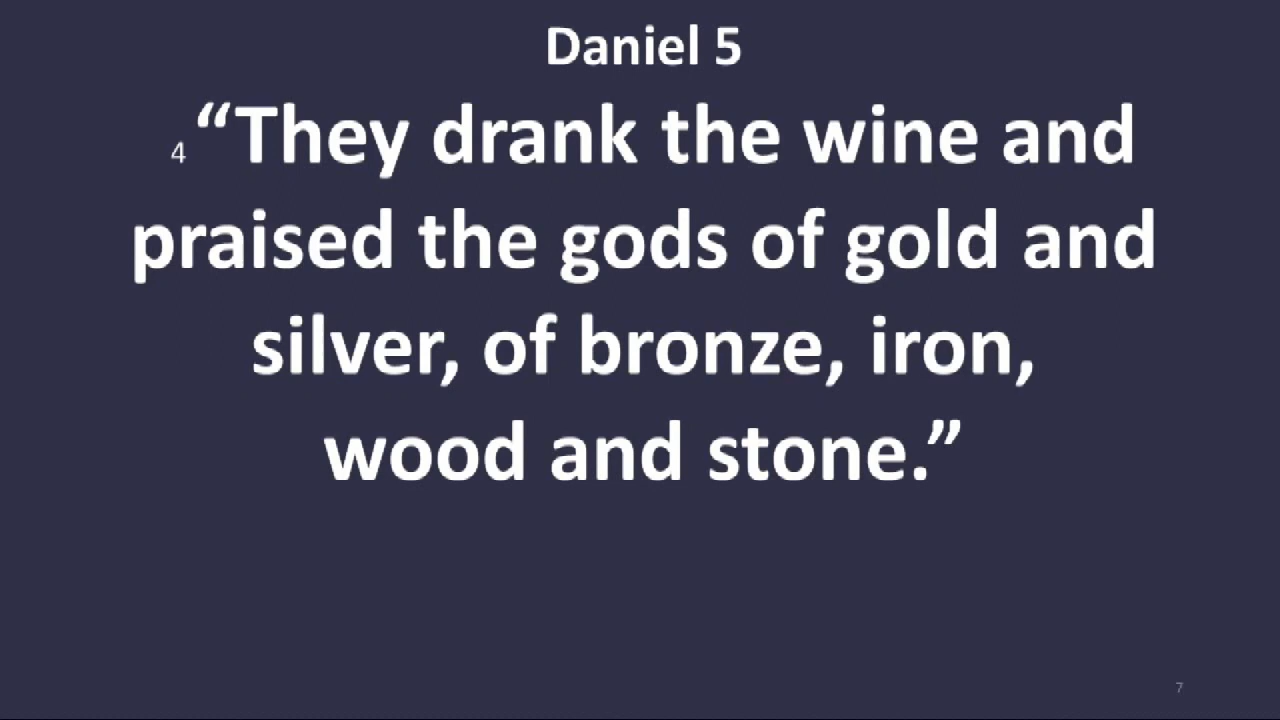 Daniel 5
4 “They drank the wine and
praised the gods of gold and
silver, of bronze, iron,
wood and stone.”
7